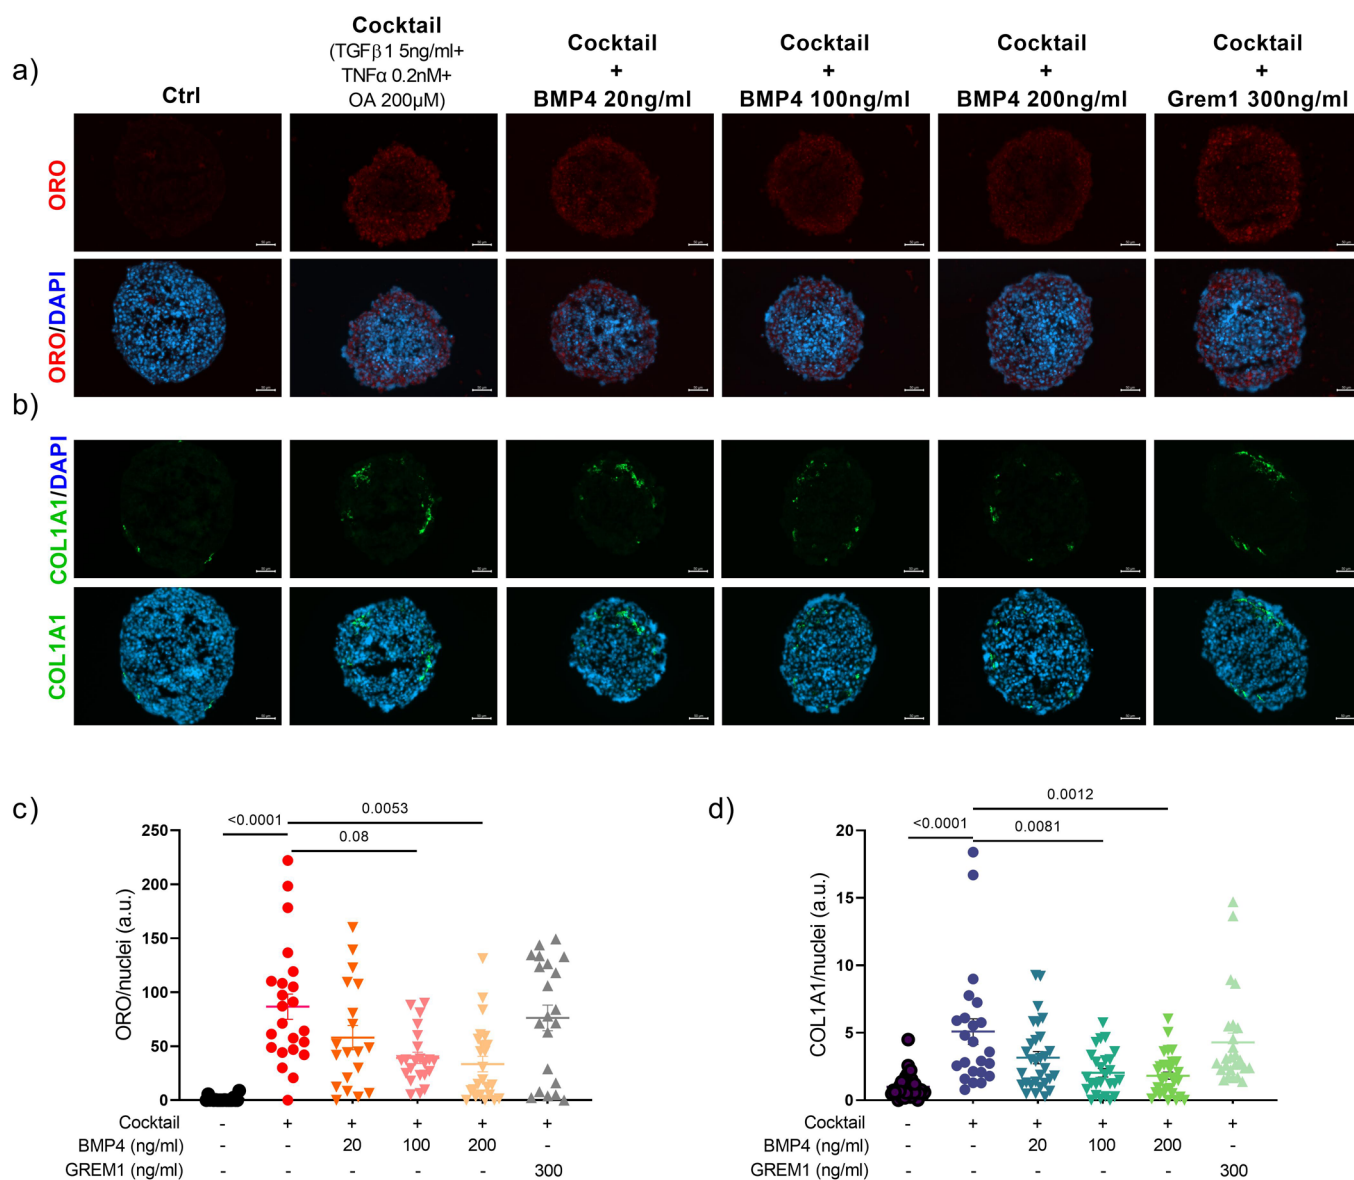 a)
Ctrl
Cocktail
(TGFβ1 5ng/ml+
TNFα 0.2nM+
OA 200µM)
Cocktail
+
BMP4 20ng/ml
Cocktail
+
BMP4 100ng/ml
Cocktail
+
BMP4 200ng/ml
Cocktail
+
Grem1 300ng/ml
ORO
ORO/DAPI
b)
COL1A1/DAPI
COL1A1
c)
<0.0001
0.0053
0.08
ORO/nuclei (a.u.)
250
200
150
100
50
0
Cocktail - + + + + +
BMP4 (ng/ml) - - 20 100 200 -
GREM1 (ng/ml) - - - - - 300
d)
<0.0001
0.0012
0.0081
COL1A1/nuclei (a.u.)
20
15
10
5
0
Cocktail - + + + + +
BMP4 (ng/ml) - - 20 100 200 -
GREM1 (ng/ml) - - - - - 300